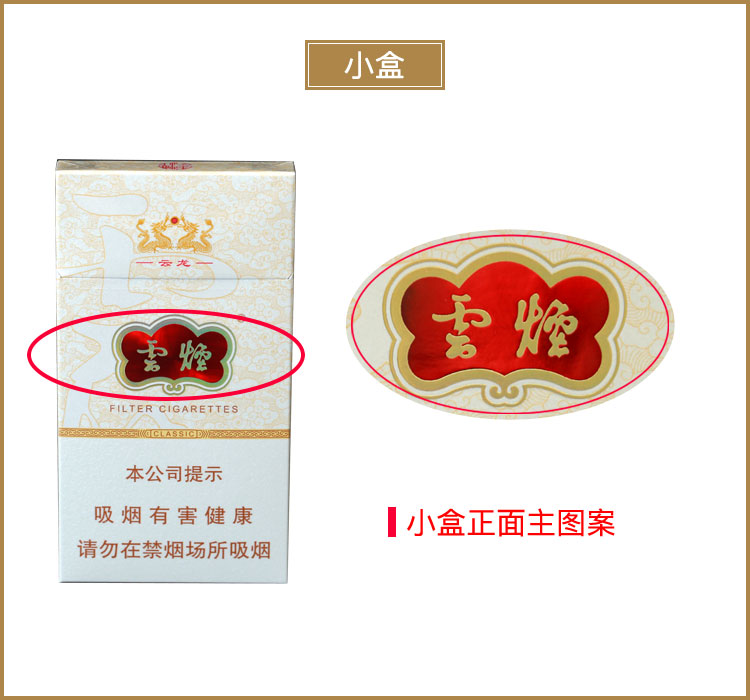 小盒
云龙
雲煙
FILTER CIGARETTES
CLASSIC
本公司提示
吸烟有害健康
请勿在禁烟场所吸烟
雲煙
小盒正面主图案